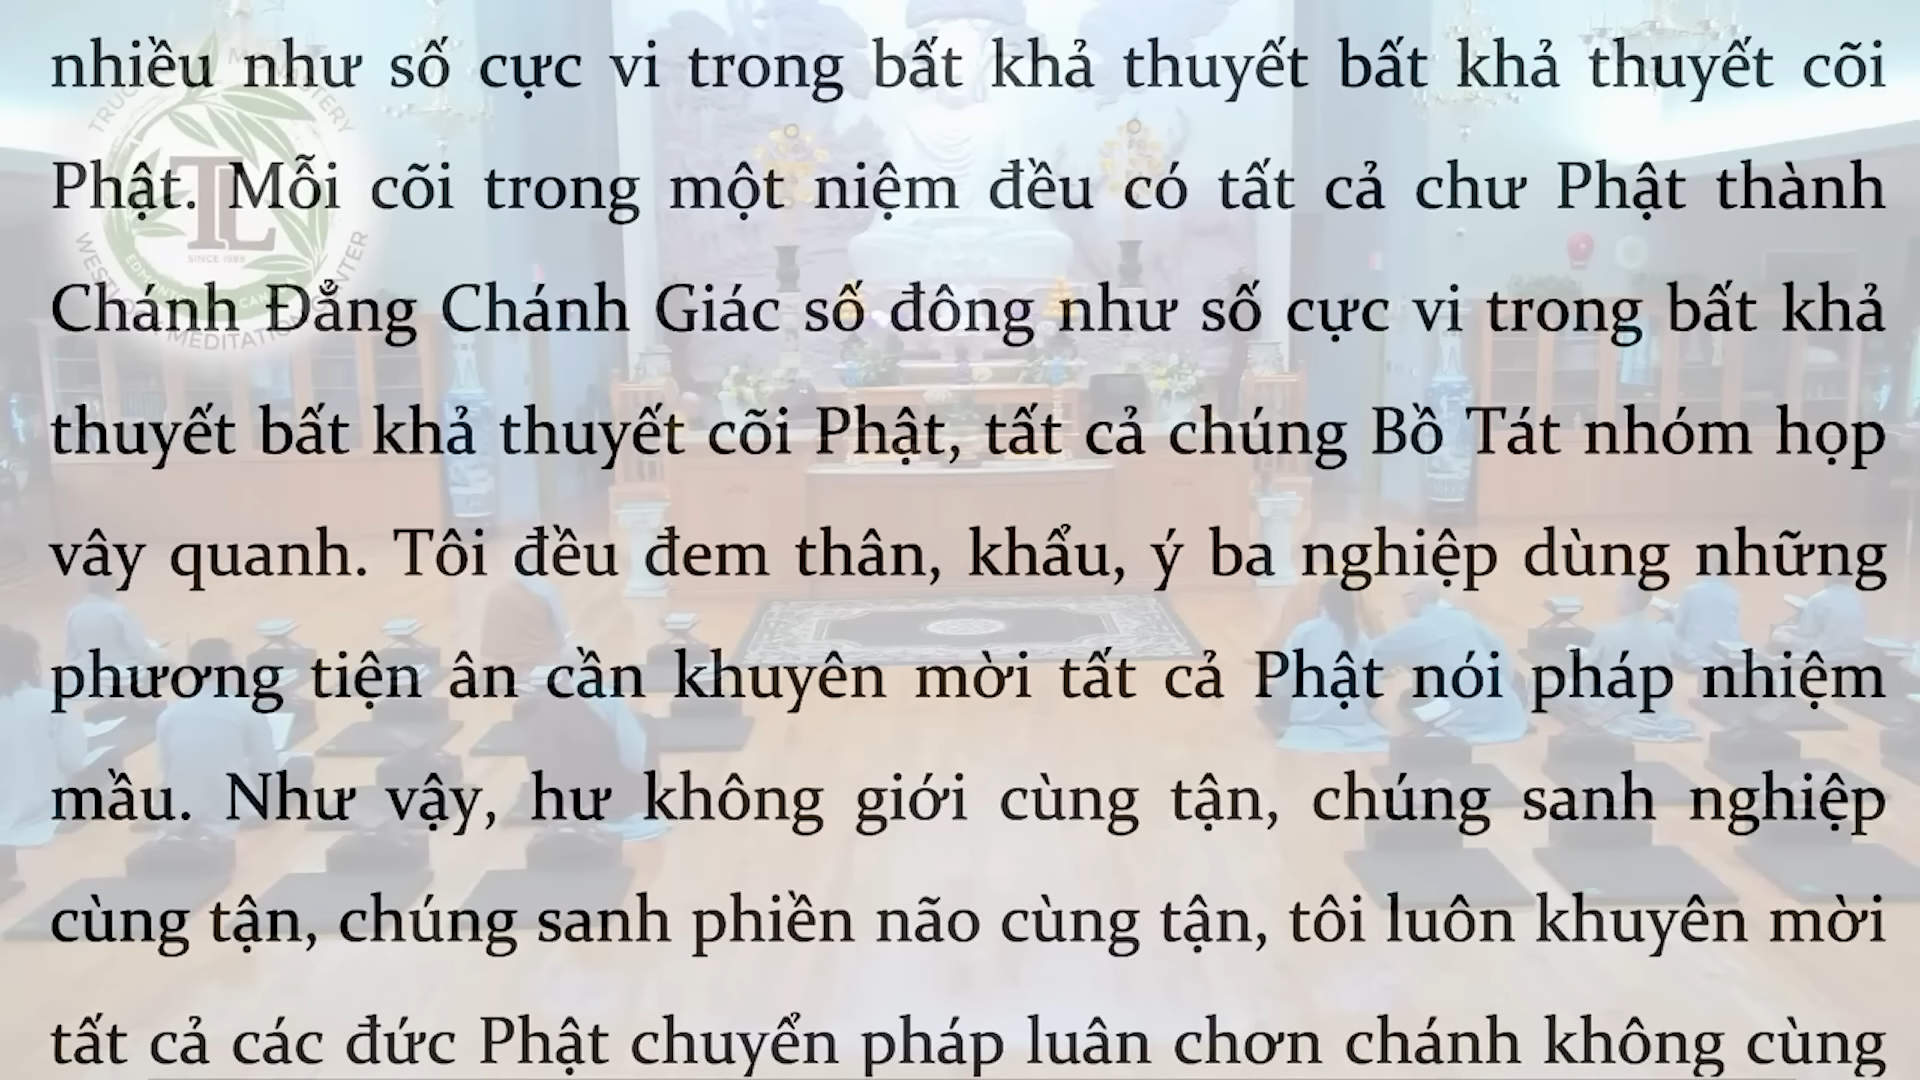 nhiều như số cực vi trong bất khả thuyết bất khả thuyết cõi
Phật. Mỗi cõi trong một niệm đều có tất cả chư Phật thành
Chánh Đẳng Chánh Giác số đông như số cực vi trong bất khả
thuyết bất khả thuyết cõi Phật, tất cả chúng Bồ Tát nhóm họp
vây quanh. Tôi đều đem thân, khẩu, ý ba nghiệp dùng những
phương tiện ân cần khuyên mời tất cả Phật nói pháp nhiệm
mầu. Như vậy, hư không giới cùng tận, chúng sanh nghiệp
cùng tận, chúng sanh phiền não cùng tận, tôi luôn khuyên mời
tất cả các đức Phật chuyển pháp luân chơn chánh không cùng
TL
SINCE 1989
MEDITATION